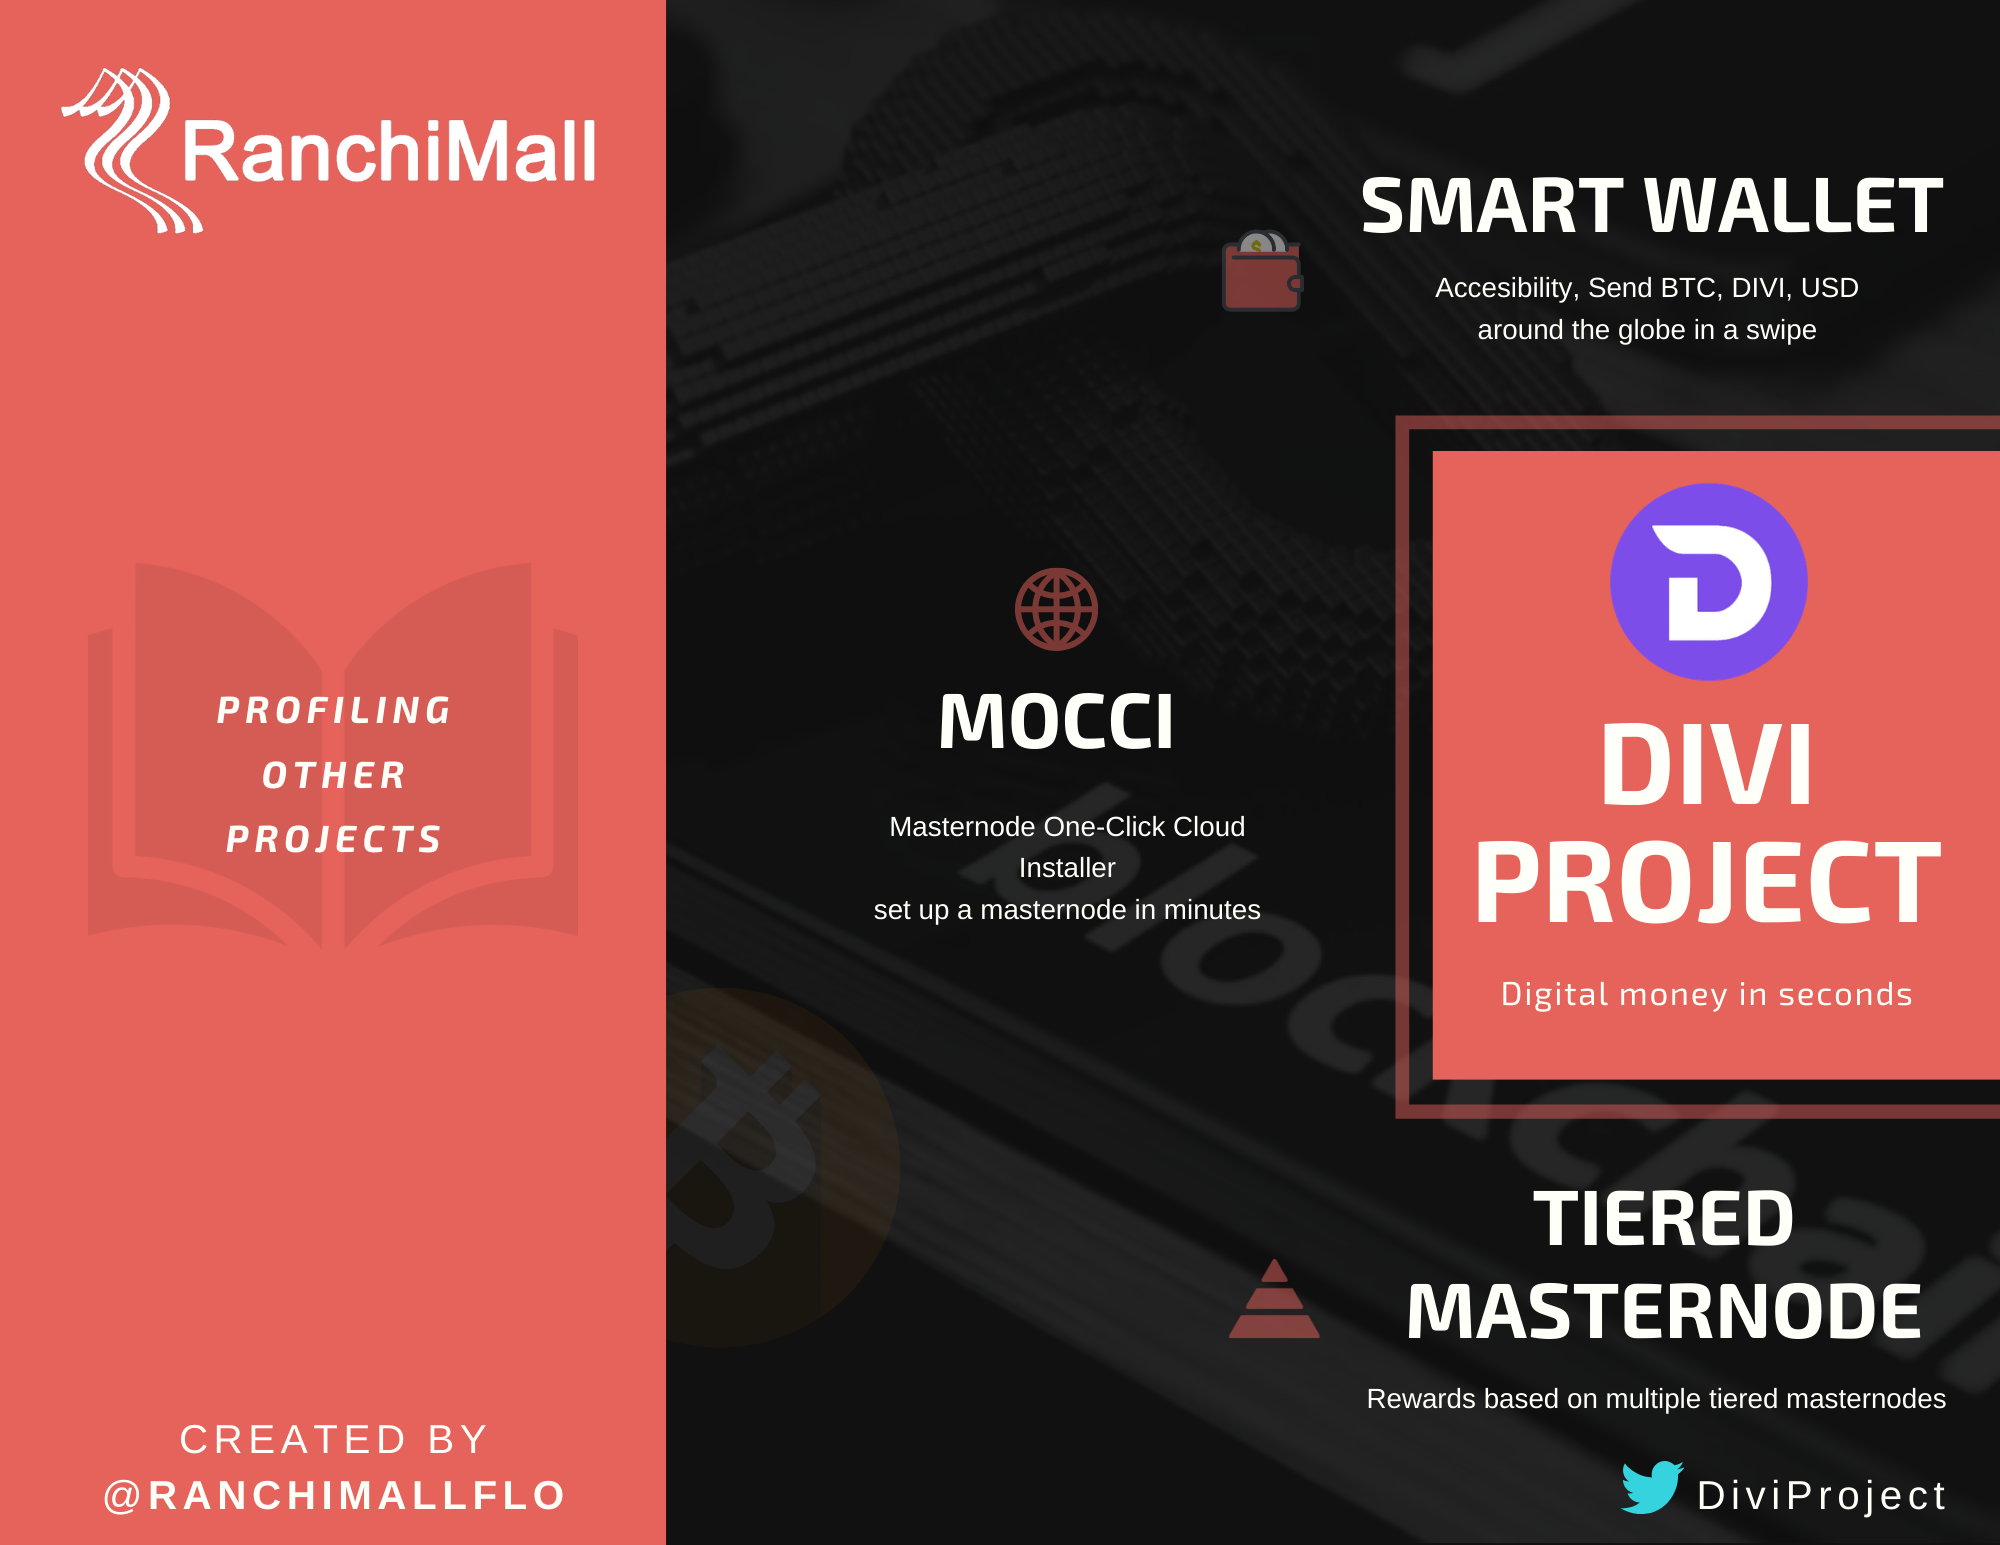 RanchiMall
PROFILING
OTHER
PROJECTS
CREATED BY
@RANCHIMALLFLO
SMART WALLET
Accesibility, Send BTC, DIVI, USD
around the globe in a swipe
MOCCI
Masternode One-Click Cloud
Installer
set up a masternode in minutes
DIVI
PROJECT
Digital money in seconds
blockchai
TIERED
MASTERNODE
Rewards based on multiple tiered masternodes
DiviProject